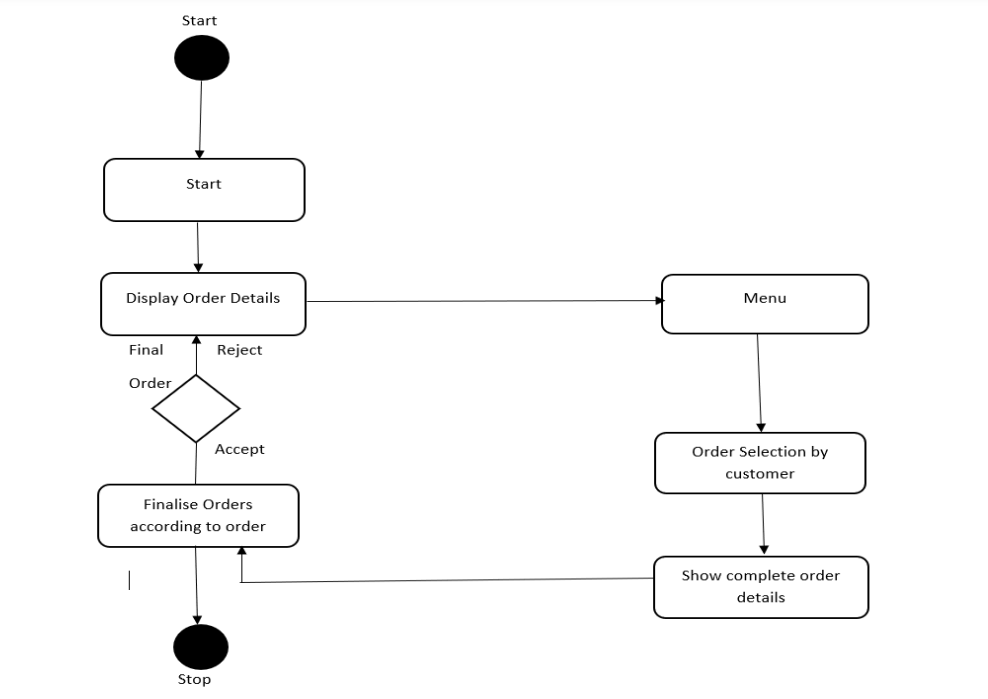 Start
Start
Display Order Details
Menu
Final
Reject
Order
Accept
Order Selection by
customer
Finalise Orders
according to order
Show complete order
details
Stop